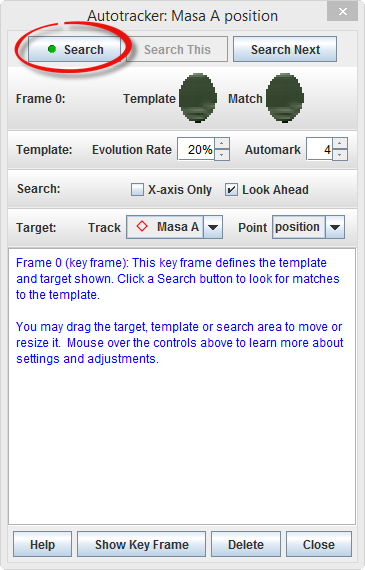 Autotracker: Masa A position
Search Search This Search Next
Frame 0: Template Match
Template: Evolution Rate 20% Automark 4
Search: X-axis Only Look Ahead
Target: Track Masa A Point position
Frame 0 (key frame): This key frame defines the template
and target shown. Click a Search button to look for matches
to the template.
You may drag the target, template or search area to move or
resize it. Mouse over the controls above to learn more about
settings and adjustments.
Help Show Key Frame Delete Close